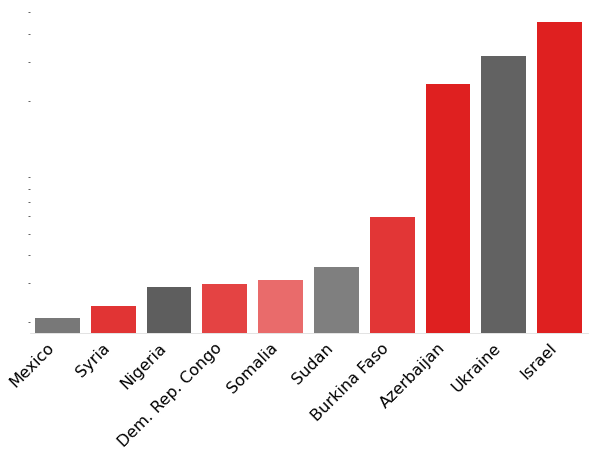 Mexico
Syria
Nigeria
Dem. Rep. Congo
Somalia
Sudan
Burkina Faso
Azerbaijan
Ukraine
Israel